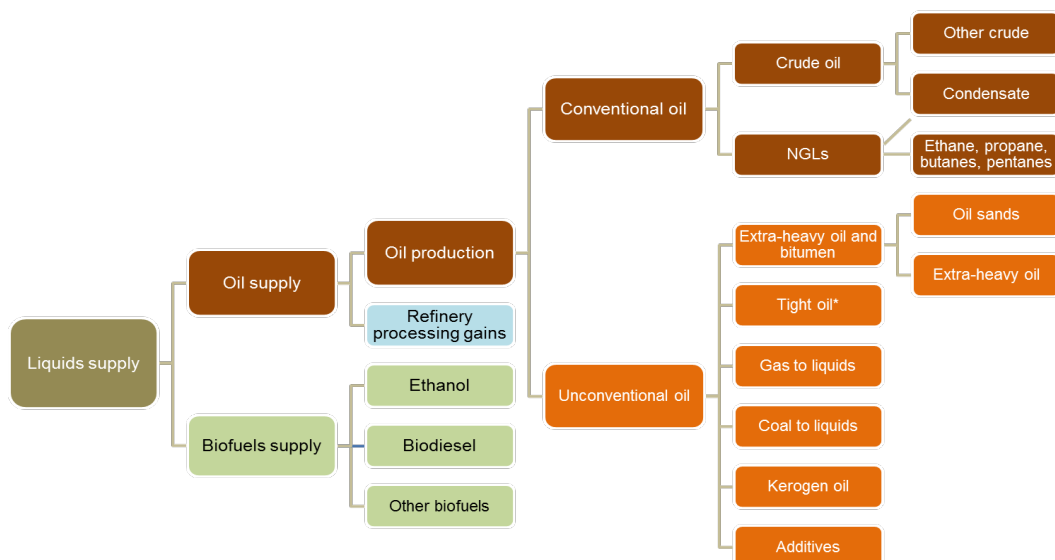 Liquids supply
Oil supply
Biofuels supply
Oil production
Refinery
processing gains
Ethanol
Biodiesel
Other biofuels
Conventional oil
Unconventional oil
Crude oil
NGLs
Other crude
Condensate
Ethane, propane,
butanes, pentanes
Extra-heavy oil and
bitumen
Tight oil*
Gas to liquids
Coal to liquids
Kerogen oil
Additives
Oil sands
Extra-heavy oil